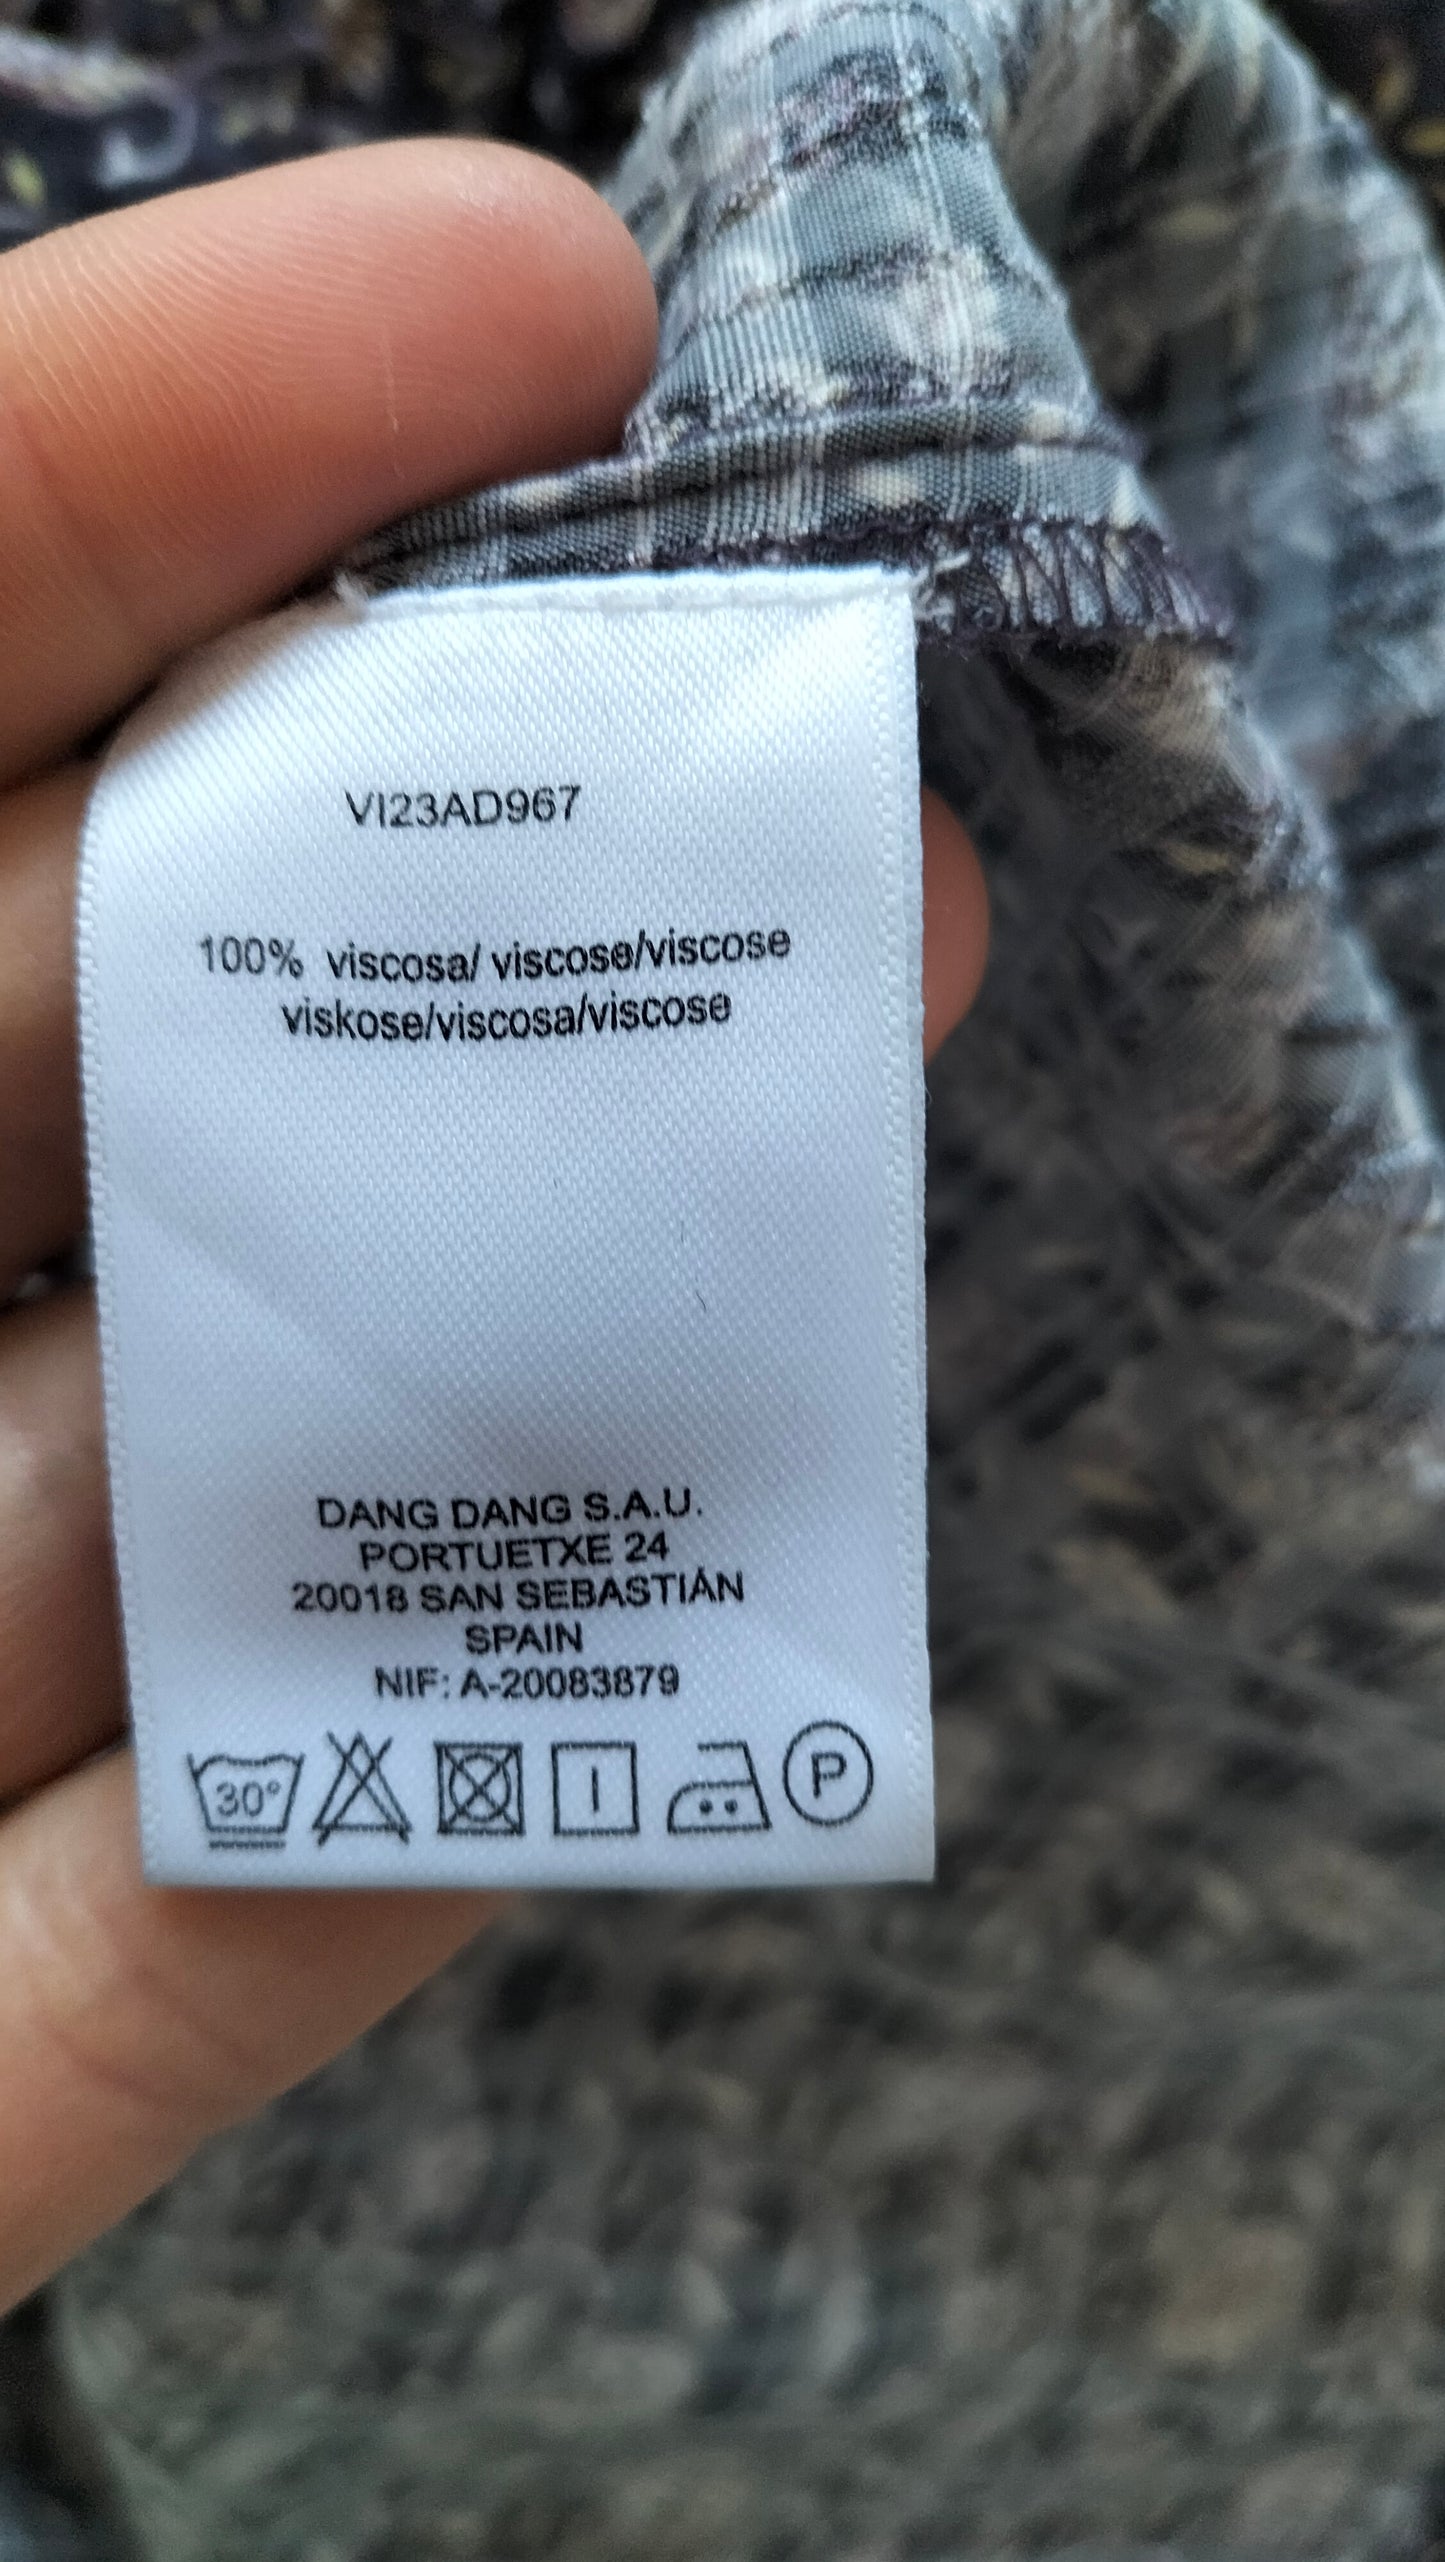 VI23AD967
100% viscosa/ viscose/viscose
viskose/viscosa/viscose
DANG DANG S.A.U.
PORTUETXE 24
20018 SAN SEBASTIÁN
SPAIN
NIF: A-20083879
30° P